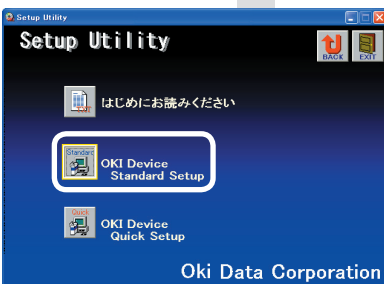 Setup Utility
Setup Utility
BACK
EXIT
TXT
はじめにお読みください
Standard
OKI Device
Standard Setup
Quick
OKI Device
Quick Setup
Oki Data Corporation